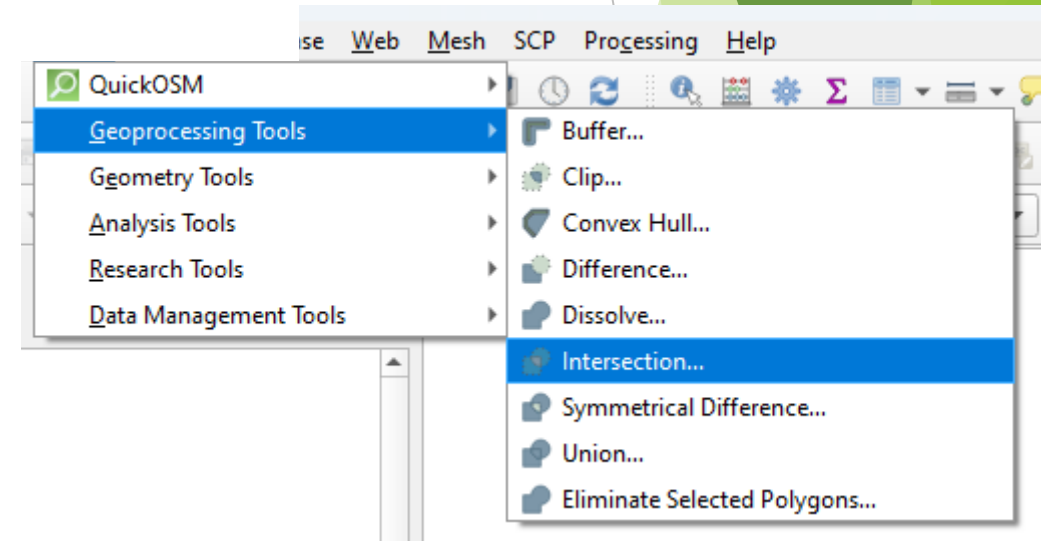 se Web Mesh SCP Processing Help
QuickOSM
Geoprocessing Tools
Geometry Tools
Analysis Tools
Research Tools
Data Management Tools
Buffer...
Clip...
Convex Hull...
Difference...
Dissolve...
Intersection...
Symmetrical Difference...
Union...
Eliminate Selected Polygons...